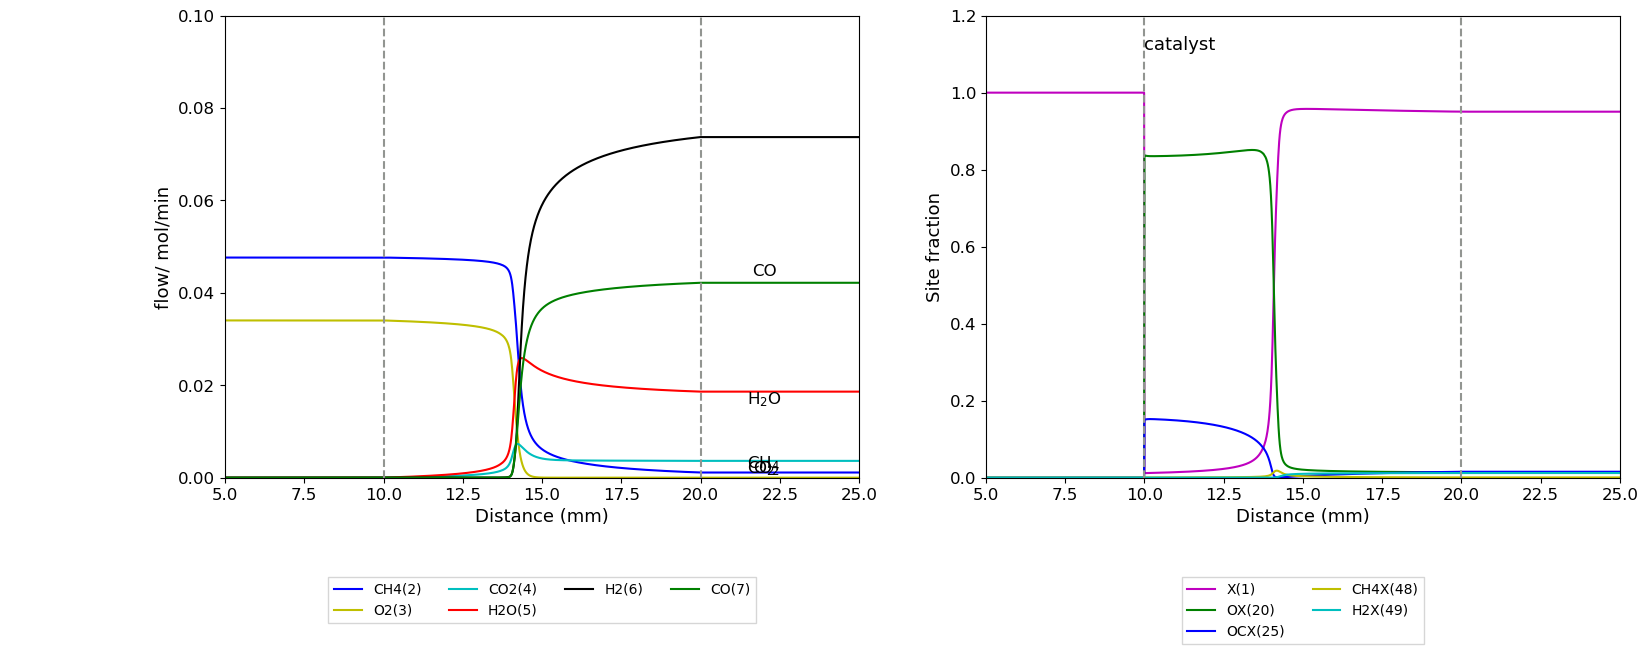 0.10
0.08
0.06
0.04
0.02
0.00
flow/ mol/min
CO
H₂O
5.0 7.5 10.0 12.5 15.0 17.5 20.0 22.5 25.0
Distance (mm)
CH4(2) CO2(4) H2(6) CO(7)
O2(3) H2O(5)
1.2
1.0
0.8
0.6
0.4
0.2
0.0
Site fraction
catalyst
5.0 7.5 10.0 12.5 15.0 17.5 20.0 22.5 25.0
Distance (mm)
X(1) CH4X(48)
OX(20) H2X(49)
OCX(25)